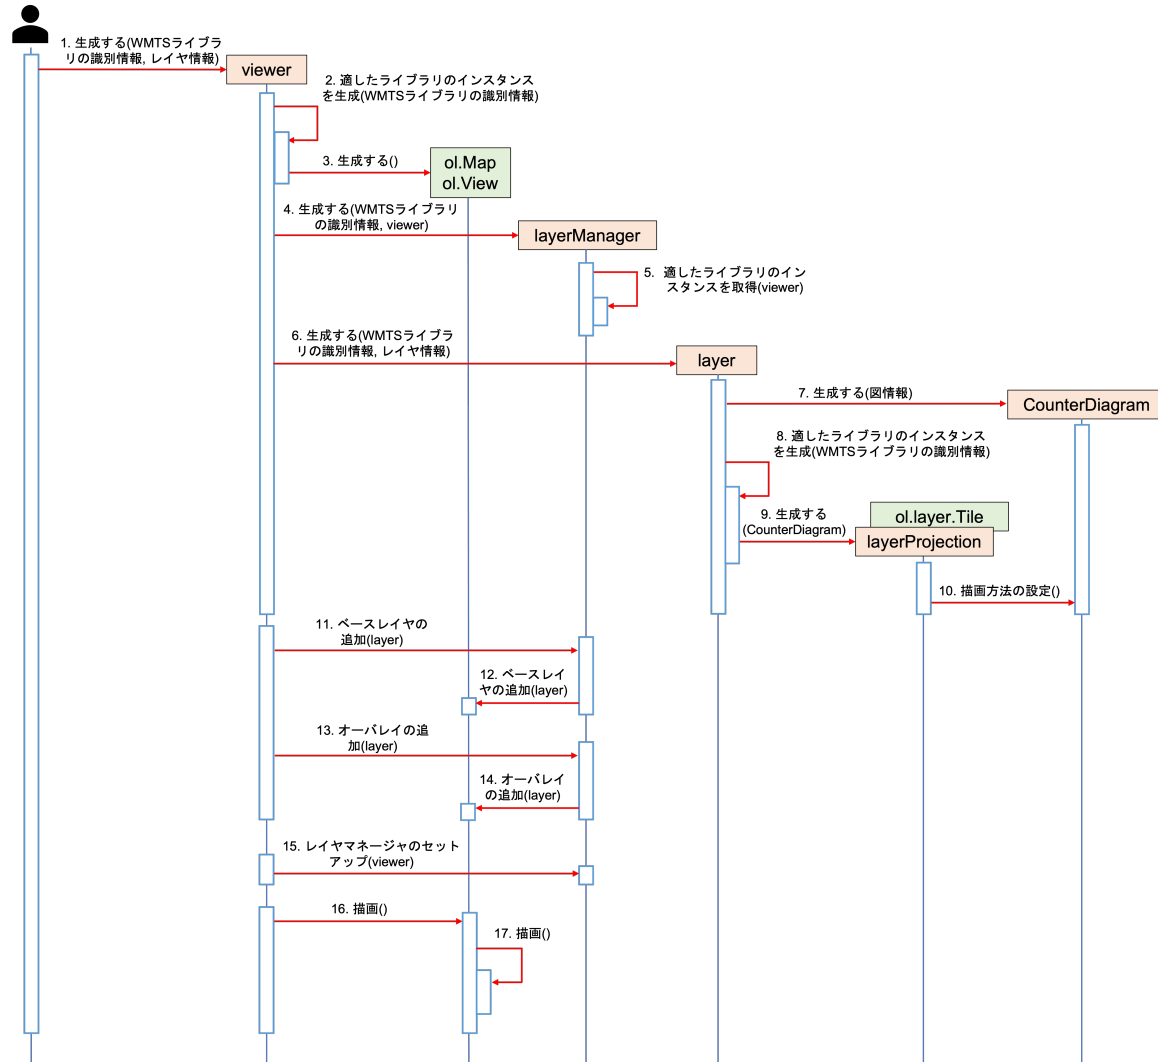 1. 生成する(WMTSライブラ
リの識別情報, レイヤ情報)
viewer
2. 適したライブラリのインスタンス
を生成(WMTSライブラリの識別情報)
3. 生成する()
ol.Map
ol.View
4. 生成する(WMTSライブラリ
の識別情報, viewer)
layerManager
5. 適したライブラリのイン
スタンスを取得(viewer)
6. 生成する(WMTSライブラ
リの識別情報, レイヤ情報)
layer
7. 生成する(図情報)
CounterDiagram
8. 適したライブラリのインスタンス
を生成(WMTSライブラリの識別情報)
9. 生成する
(CounterDiagram)
ol.layer.Tile
layerProjection
10. 描画方法の設定()
11. ベースレイヤの
追加(layer)
12. ベースレイ
ヤの追加(layer)
13. オーバレイの追
加(layer)
14. オーバレイ
の追加(layer)
15. レイヤマネージャのセット
アップ(viewer)
16. 描画()
17. 描画()